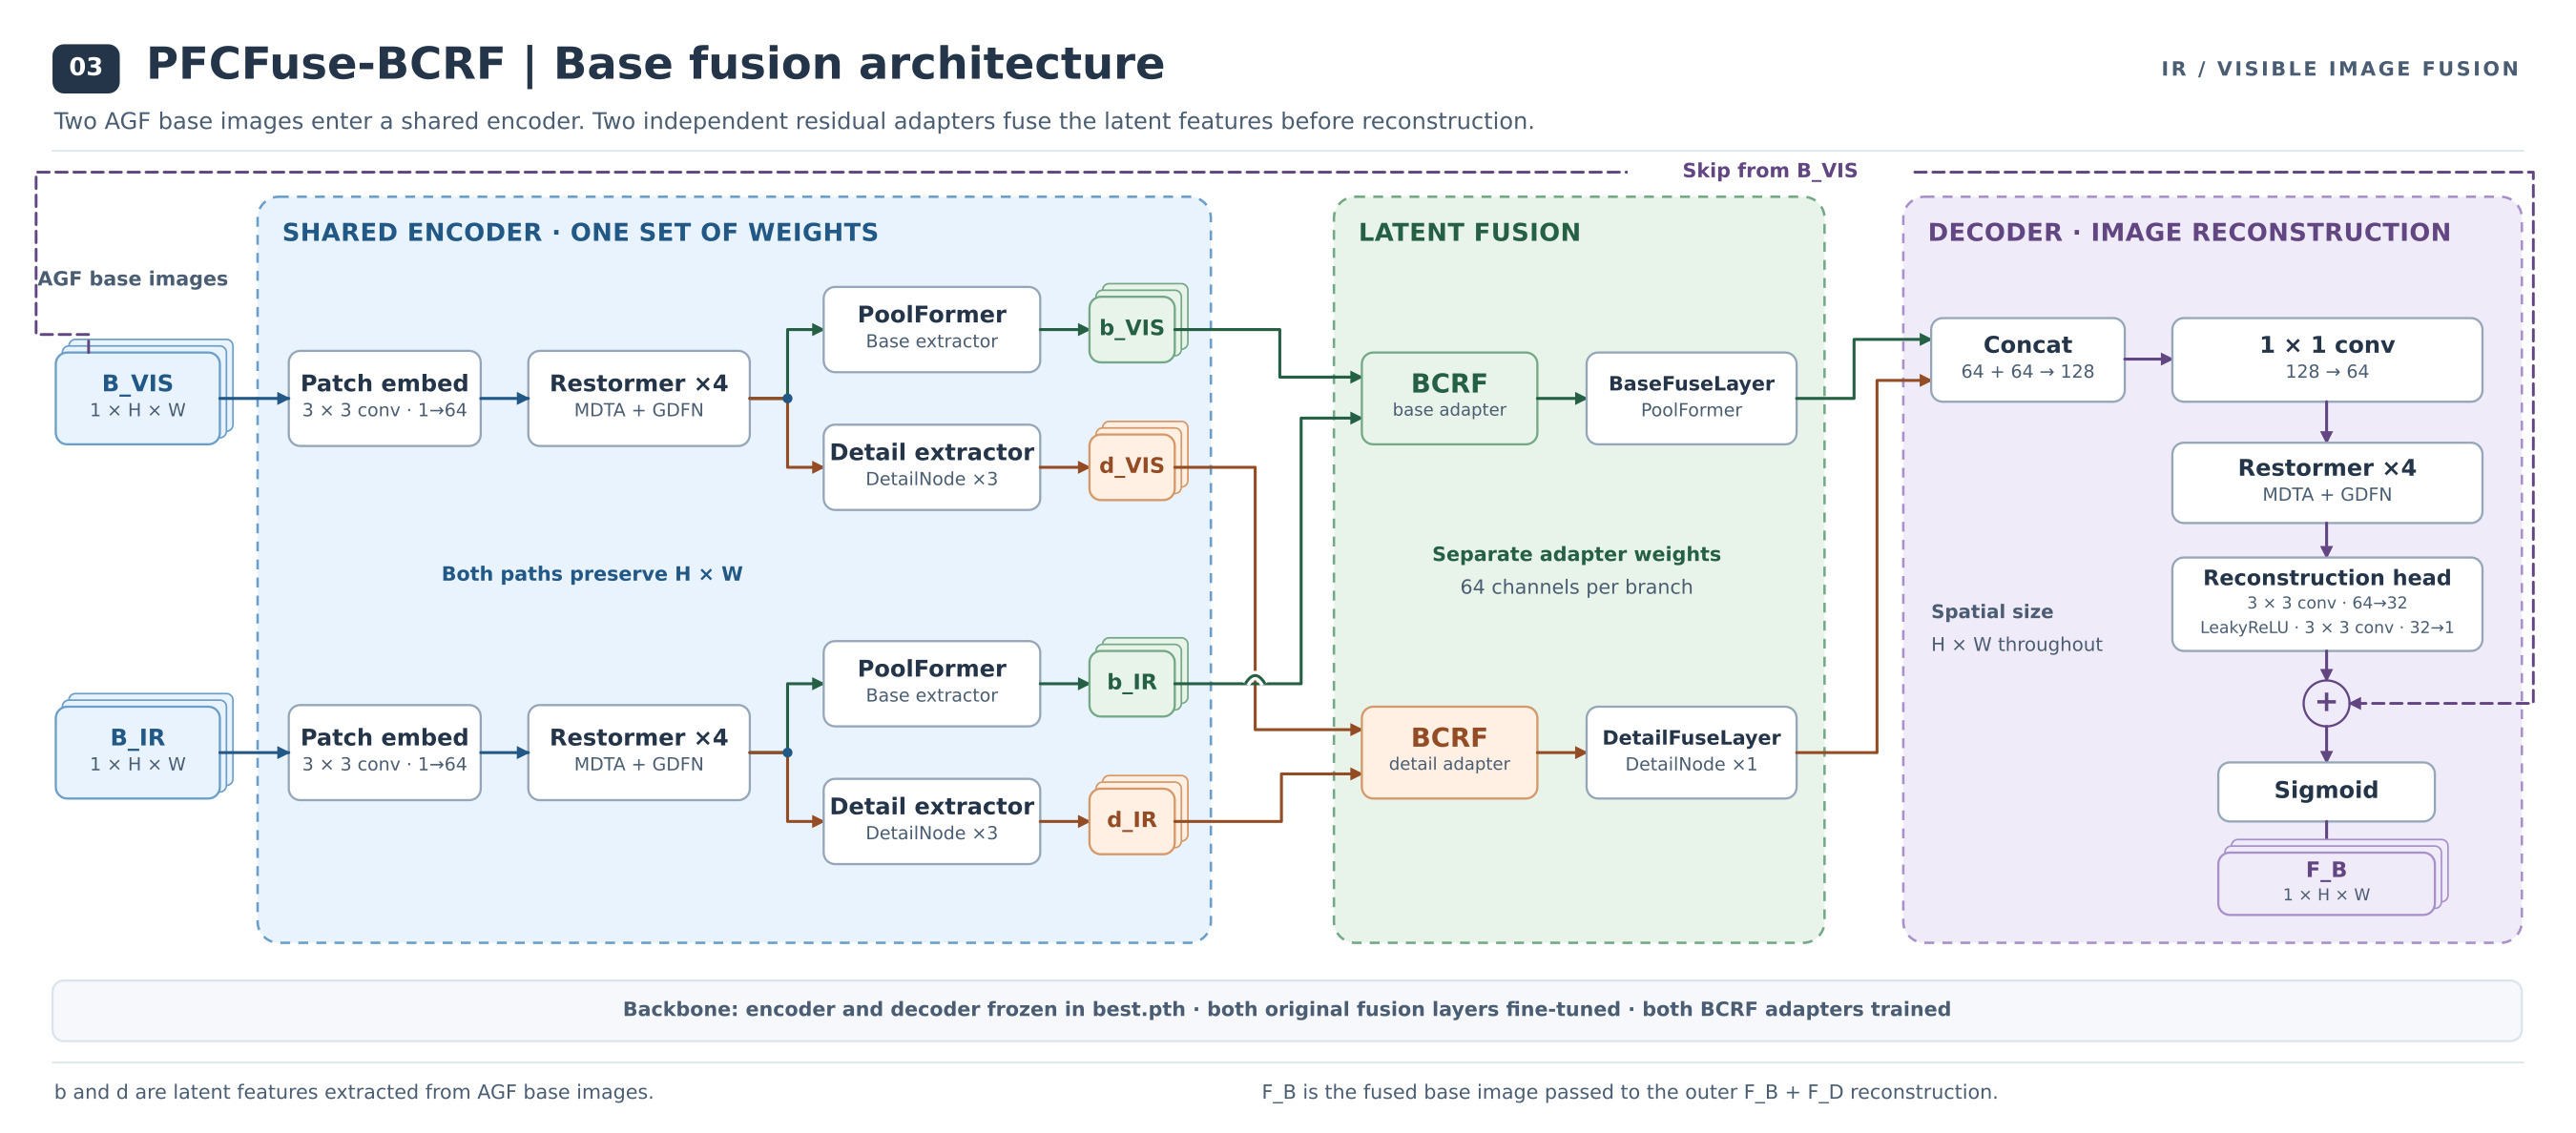 03
PFCFuse-BCRF | Base fusion architecture
IR / VISIBLE IMAGE FUSION
Two AGF base images enter a shared encoder. Two independent residual adapters fuse the latent features before reconstruction.
Skip from B_VIS
SHARED ENCODER · ONE SET OF WEIGHTS
AGF base images
B_VIS
1 × H × W
Patch embed
3 × 3 conv · 1→64
Restormer ×4
MDTA + GDFN
PoolFormer
Base extractor
b_VIS
Detail extractor
DetailNode ×3
d_VIS
Both paths preserve H × W
B_IR
1 × H × W
Patch embed
3 × 3 conv · 1→64
Restormer ×4
MDTA + GDFN
PoolFormer
Base extractor
b_IR
Detail extractor
DetailNode ×3
d_IR
LATENT FUSION
BCRF
base adapter
BaseFuseLayer
PoolFormer
Separate adapter weights
64 channels per branch
BCRF
detail adapter
DetailFuseLayer
DetailNode ×1
DECODER · IMAGE RECONSTRUCTION
Concat
64 + 64 → 128
1 × 1 conv
128 → 64
Restormer ×4
MDTA + GDFN
Reconstruction head
3 × 3 conv · 64→32
LeakyReLU · 3 × 3 conv · 32→1
Spatial size
H × W throughout
+
Sigmoid
F_B
1 × H × W
Backbone: encoder and decoder frozen in best.pth · both original fusion layers fine-tuned · both BCRF adapters trained
b and d are latent features extracted from AGF base images.
F_B is the fused base image passed to the outer F_B + F_D reconstruction.